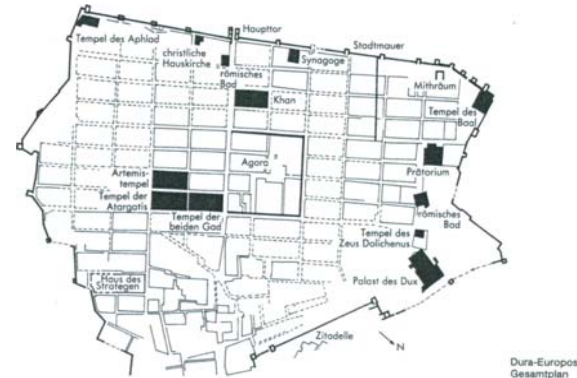 Haupttor
Tempel des Aphlad
christliche
Hauskirche
römisches
Bad
Synagoge
Stadtmauer
Mithräum
Khan
Tempel des
Baal
Agora
Prätorium
Artemis-
tempel
Tempel der
Atargatis
Tempel der
beiden Gad
römisches
Bad
Tempel des
Zeus Dolichenus
Palast des Dux
Haus des
Strategen
Zitadelle
N
Dura-Europos
Gesamtplan